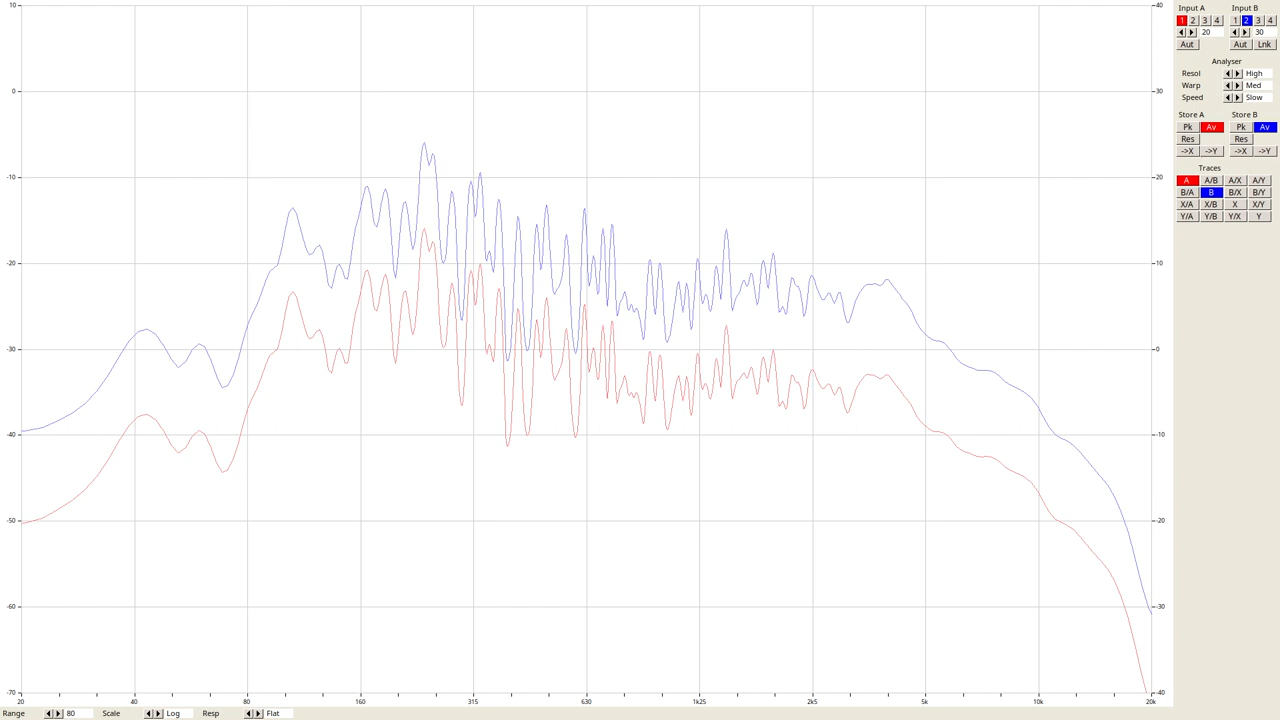 Input A Input B
1 2 3 4 1 2 3 4
20 30
Aut Aut Lnk
Analyser
Resol High
Warp Med
Speed Slow
Store A Store B
Pk Av Pk Av
Res Res
->X ->Y ->X ->Y
Traces
A A/B A/X A/Y
B/A B B/X B/Y
X/A X/B X X/Y
Y/A Y/B Y/X Y
10 40
0 30
-10 20
-20 10
-30 0
-40 -10
-50 -20
-60 -30
-70 -40
20 40 80 160 315 630 1k25 2k5 5k 10k 20k
Range 80 Scale Log Resp Flat